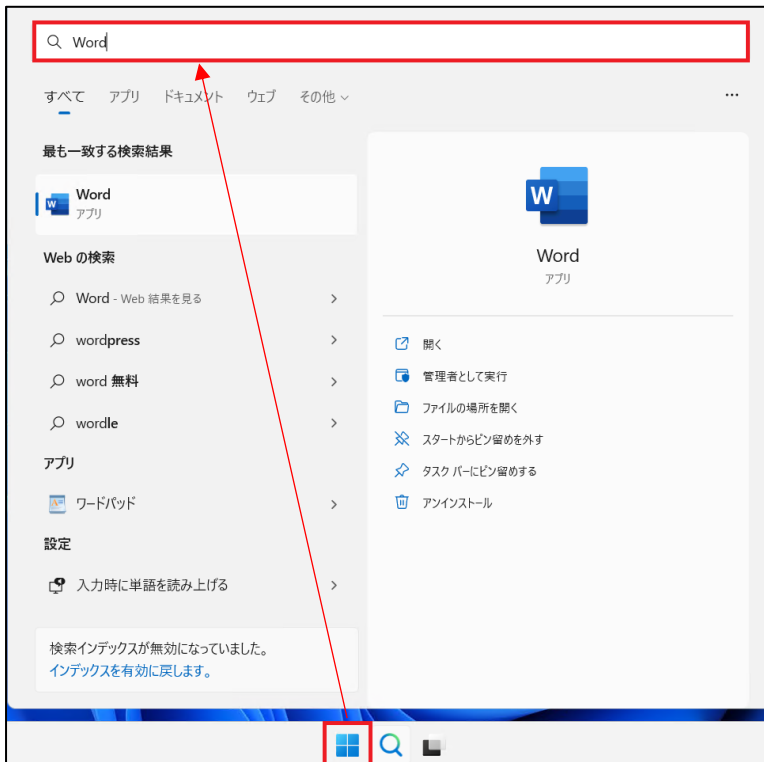 Word
すべて アプリ ドキュメント ウェブ その他
...
最も一致する検索結果
Word
アプリ
Web の検索
Word - Web 結果を見る
wordpress
word 無料
wordle
アプリ
ワードパッド
設定
入力時に単語を読み上げる
検索インデックスが無効になっていました。
インデックスを有効に戻します。
W
Word
アプリ
開く
管理者として実行
ファイルの場所を開く
スタートからピン留めを外す
タスク バーにピン留めする
アンインストール